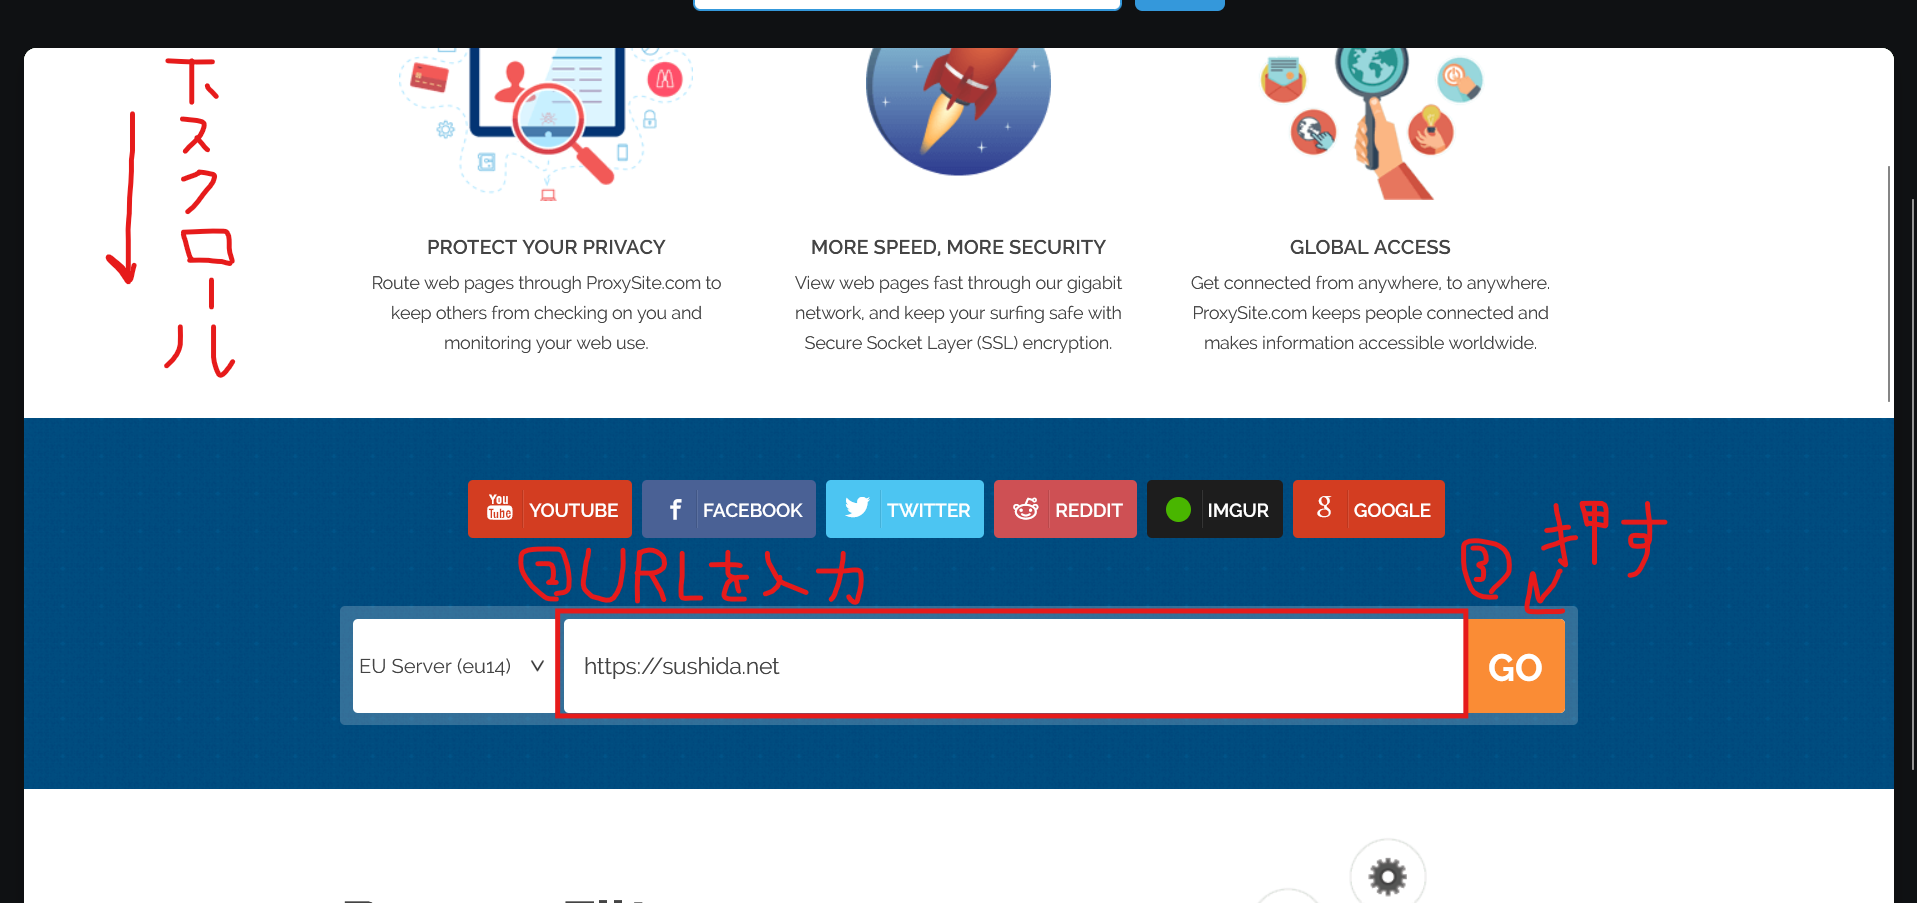 下スクロール
PROTECT YOUR PRIVACY
Route web pages through ProxySite.com to
keep others from checking on you and
monitoring your web use.
MORE SPEED, MORE SECURITY
View web pages fast through our gigabit
network, and keep your surfing safe with
Secure Socket Layer (SSL) encryption.
GLOBAL ACCESS
Get connected from anywhere, to anywhere.
ProxySite.com keeps people connected and
makes information accessible worldwide.
You Tube YOUTUBE
f FACEBOOK
TWITTER
REDDIT
IMGUR
g GOOGLE
②URLを入力
③押す
EU Server (eu14)
https://sushida.net
GO